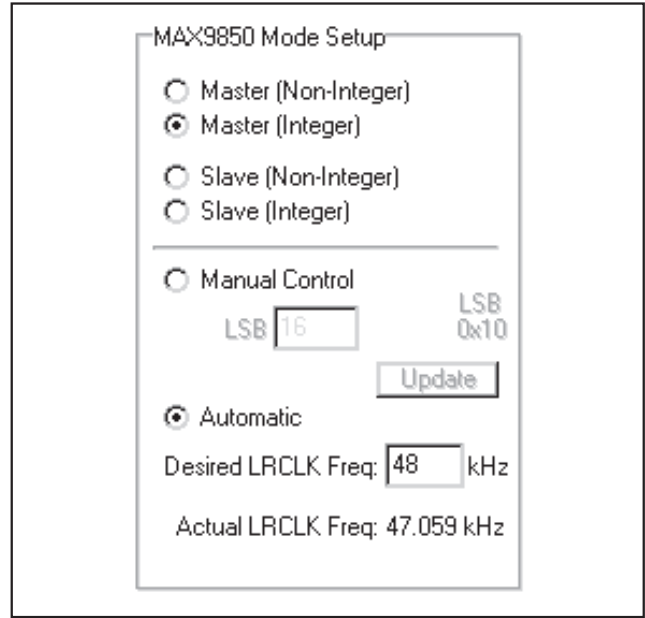 MAX9850 Mode Setup
Master (Non-Integer)
Master (Integer)
Slave (Non-Integer)
Slave (Integer)
Manual Control
LSB 16
LSB
0x10
Update
Automatic
Desired LRCLK Freq: 48 kHz
Actual LRCLK Freq: 47.059 kHz